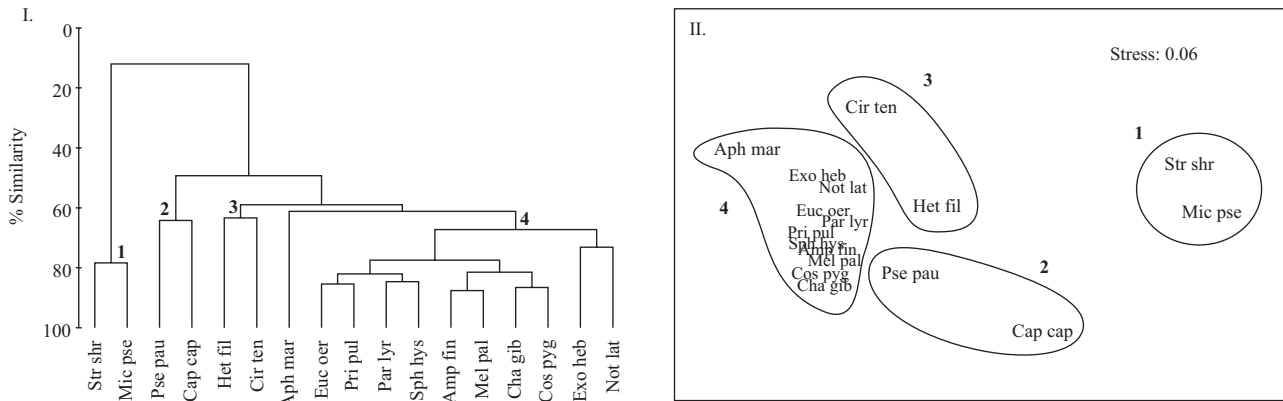 I.
% Similarity
0
20
40
60
80
100
1
2
3
4
Str shr
Mic pse
Pse pau
Cap cap
Het fil
Cir ten
Aph mar
Euc oer
Pri pul
Par lyr
Sph hys
Amp fin
Mel pal
Cha gib
Cos pyg
Exo heb
Not lat
II.
Stress: 0.06
3
Cir ten
1
Aph mar
Str shr
Exo heb
Not lat
4
Euc oer
Het fil
Mic pse
Par lyr
Pri pul
Sph hys
Amp fin
Mel pal
2
Cos pyg
Pse pau
Cha gib
Cap cap